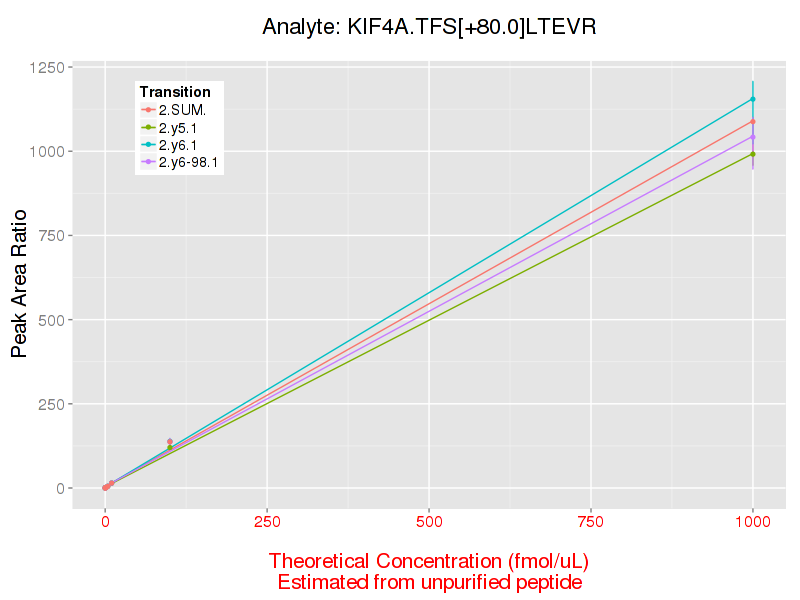 Analyte: KIF4A.TFS[+80.0]LTEVR
Peak Area Ratio
1250
1000
750
500
250
0
Transition
2.SUM.
2.y5.1
2.y6.1
2.y6-98.1
0 250 500 750 1000
Theoretical Concentration (fmol/uL)
Estimated from unpurified peptide